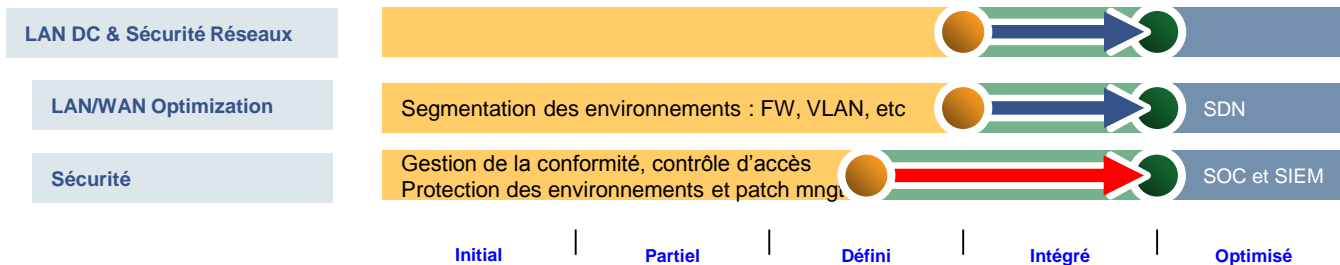 LAN DC & Sécurité Réseaux
LAN/WAN Optimization
Segmentation des environnements : FW, VLAN, etc
SDN
Sécurité
Gestion de la conformité, contrôle d’accès
Protection des environnements et patch mngt
SOC et SIEM
Initial
Partiel
Défini
Intégré
Optimisé